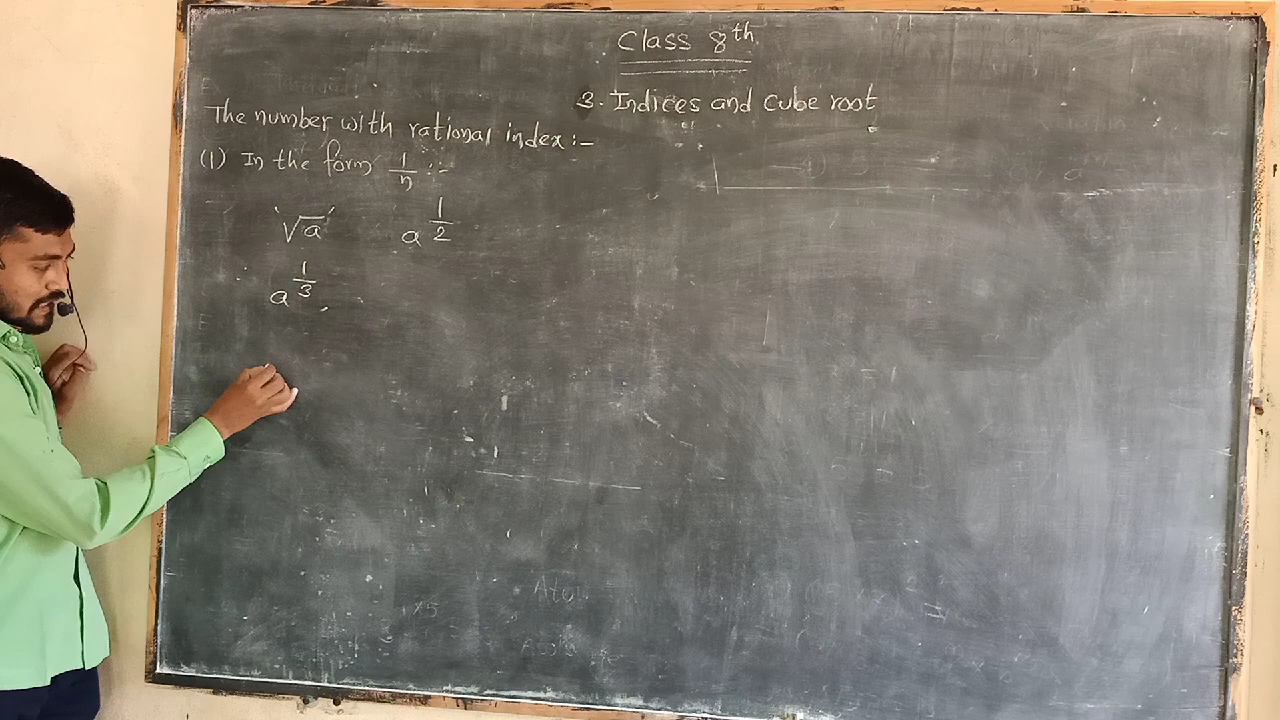 Class 8th
3. Indices and cube root
The number with rational index :-
(1) In the form 1/n :-
'√a' a^1/2
a^1/3,